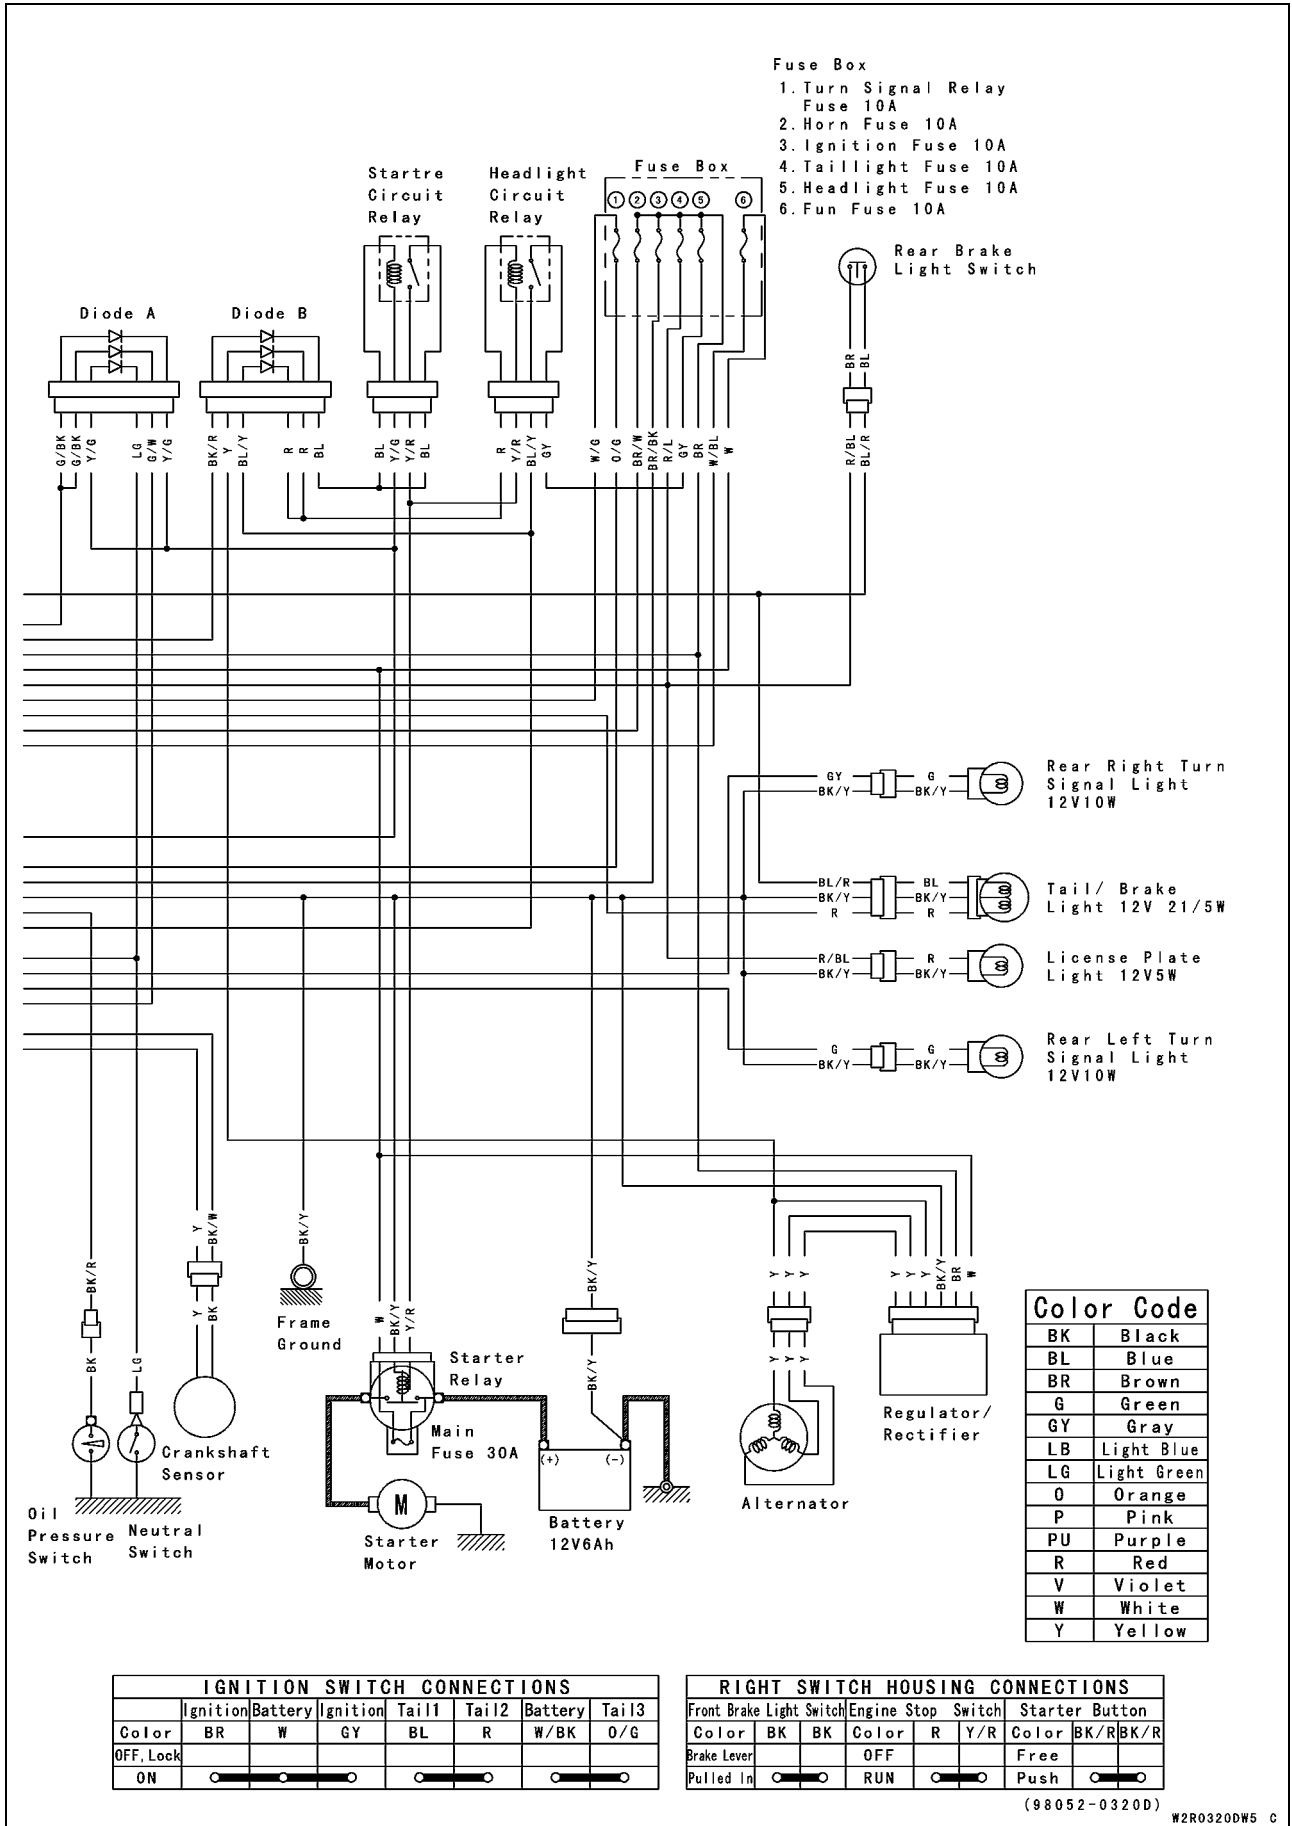 Fuse Box
1. Turn Signal Relay
Fuse 10A
2. Horn Fuse 10A
3. Ignition Fuse 10A
4. Taillight Fuse 10A
5. Headlight Fuse 10A
6. Fun Fuse 10A
Startre
Circuit
Relay
Headlight
Circuit
Relay
Fuse Box
1 2 3 4 5 6
Rear Brake
Light Switch
Diode A
Diode B
BR BL
G/BK G/BK Y/G LG G/W Y/G
BK/R Y BL/Y R R BL
BL Y/G Y/R BL
R Y/R BL/Y GY
W/G O/G BR/W BR/BK R/L GY BR W/BL W
R/BL BL/R
GY G
BK/Y BK/Y
Rear Right Turn
Signal Light
12V10W
BL/R BL
BK/Y BK/Y
R R
Tail/ Brake
Light 12V 21/5W
R/BL R
BK/Y BK/Y
License Plate
Light 12V5W
G G
BK/Y BK/Y
Rear Left Turn
Signal Light
12V10W
BK/R
BK
LG
Y BK/W
Y BK
BK/Y
Frame
Ground
W BK/Y Y/R
BK/Y
BK/Y
Y Y Y
Y Y Y
Y Y Y BK/Y BR W
Starter
Relay
Main
Fuse 30A
(+) (-)
M
Starter
Motor
Battery
12V6Ah
Alternator
Regulator/
Rectifier
Crankshaft
Sensor
Oil
Pressure
Switch
Neutral
Switch
Color Code
BK Black
BL Blue
BR Brown
G Green
GY Gray
LB Light Blue
LG Light Green
O Orange
P Pink
PU Purple
R Red
V Violet
W White
Y Yellow
IGNITION SWITCH CONNECTIONS
Ignition Battery Ignition Tail1 Tail2 Battery Tail3
Color BR W GY BL R W/BK O/G
OFF, Lock
ON
RIGHT SWITCH HOUSING CONNECTIONS
Front Brake Light Switch Engine Stop Switch Starter Button
Color BK BK Color R Y/R Color BK/R BK/R
Brake Lever OFF Free
Pulled In RUN Push
(98052-0320D)
W2R0320DW5 C